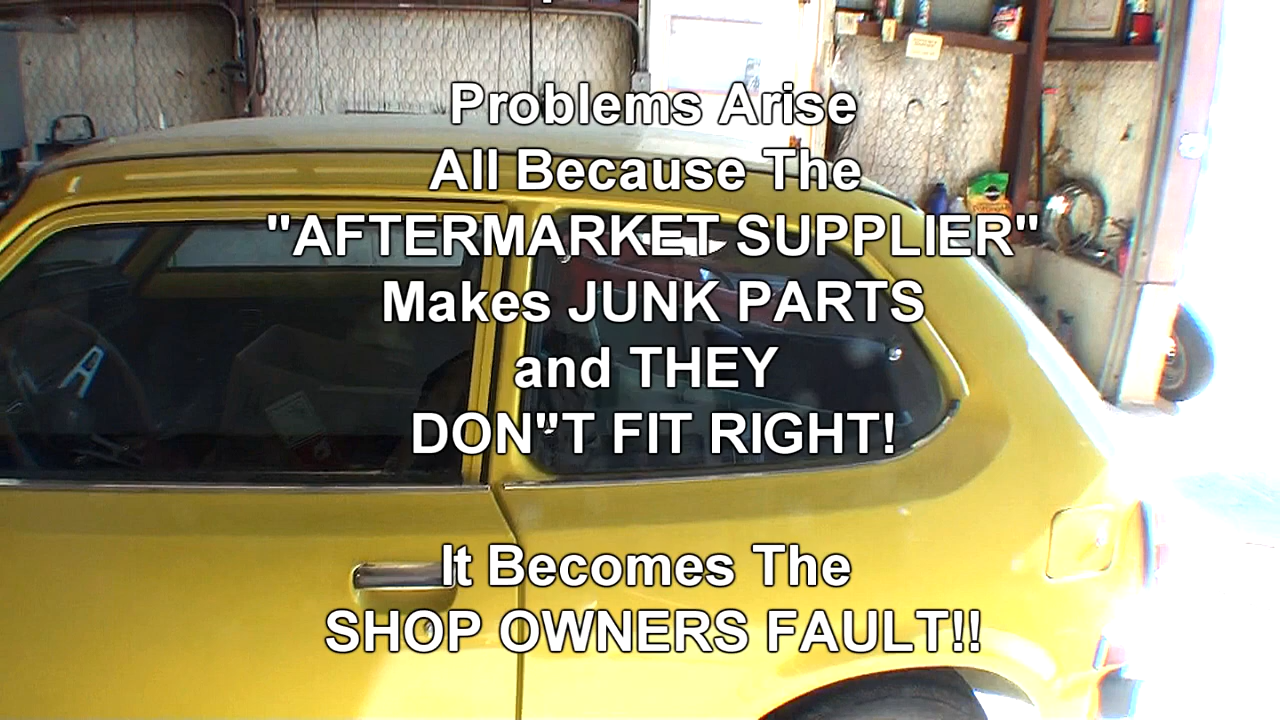 Problems Arise
All Because The
"AFTERMARKET SUPPLIER"
Makes JUNK PARTS
and THEY
DON"T FIT RIGHT!
It Becomes The
SHOP OWNERS FAULT!!